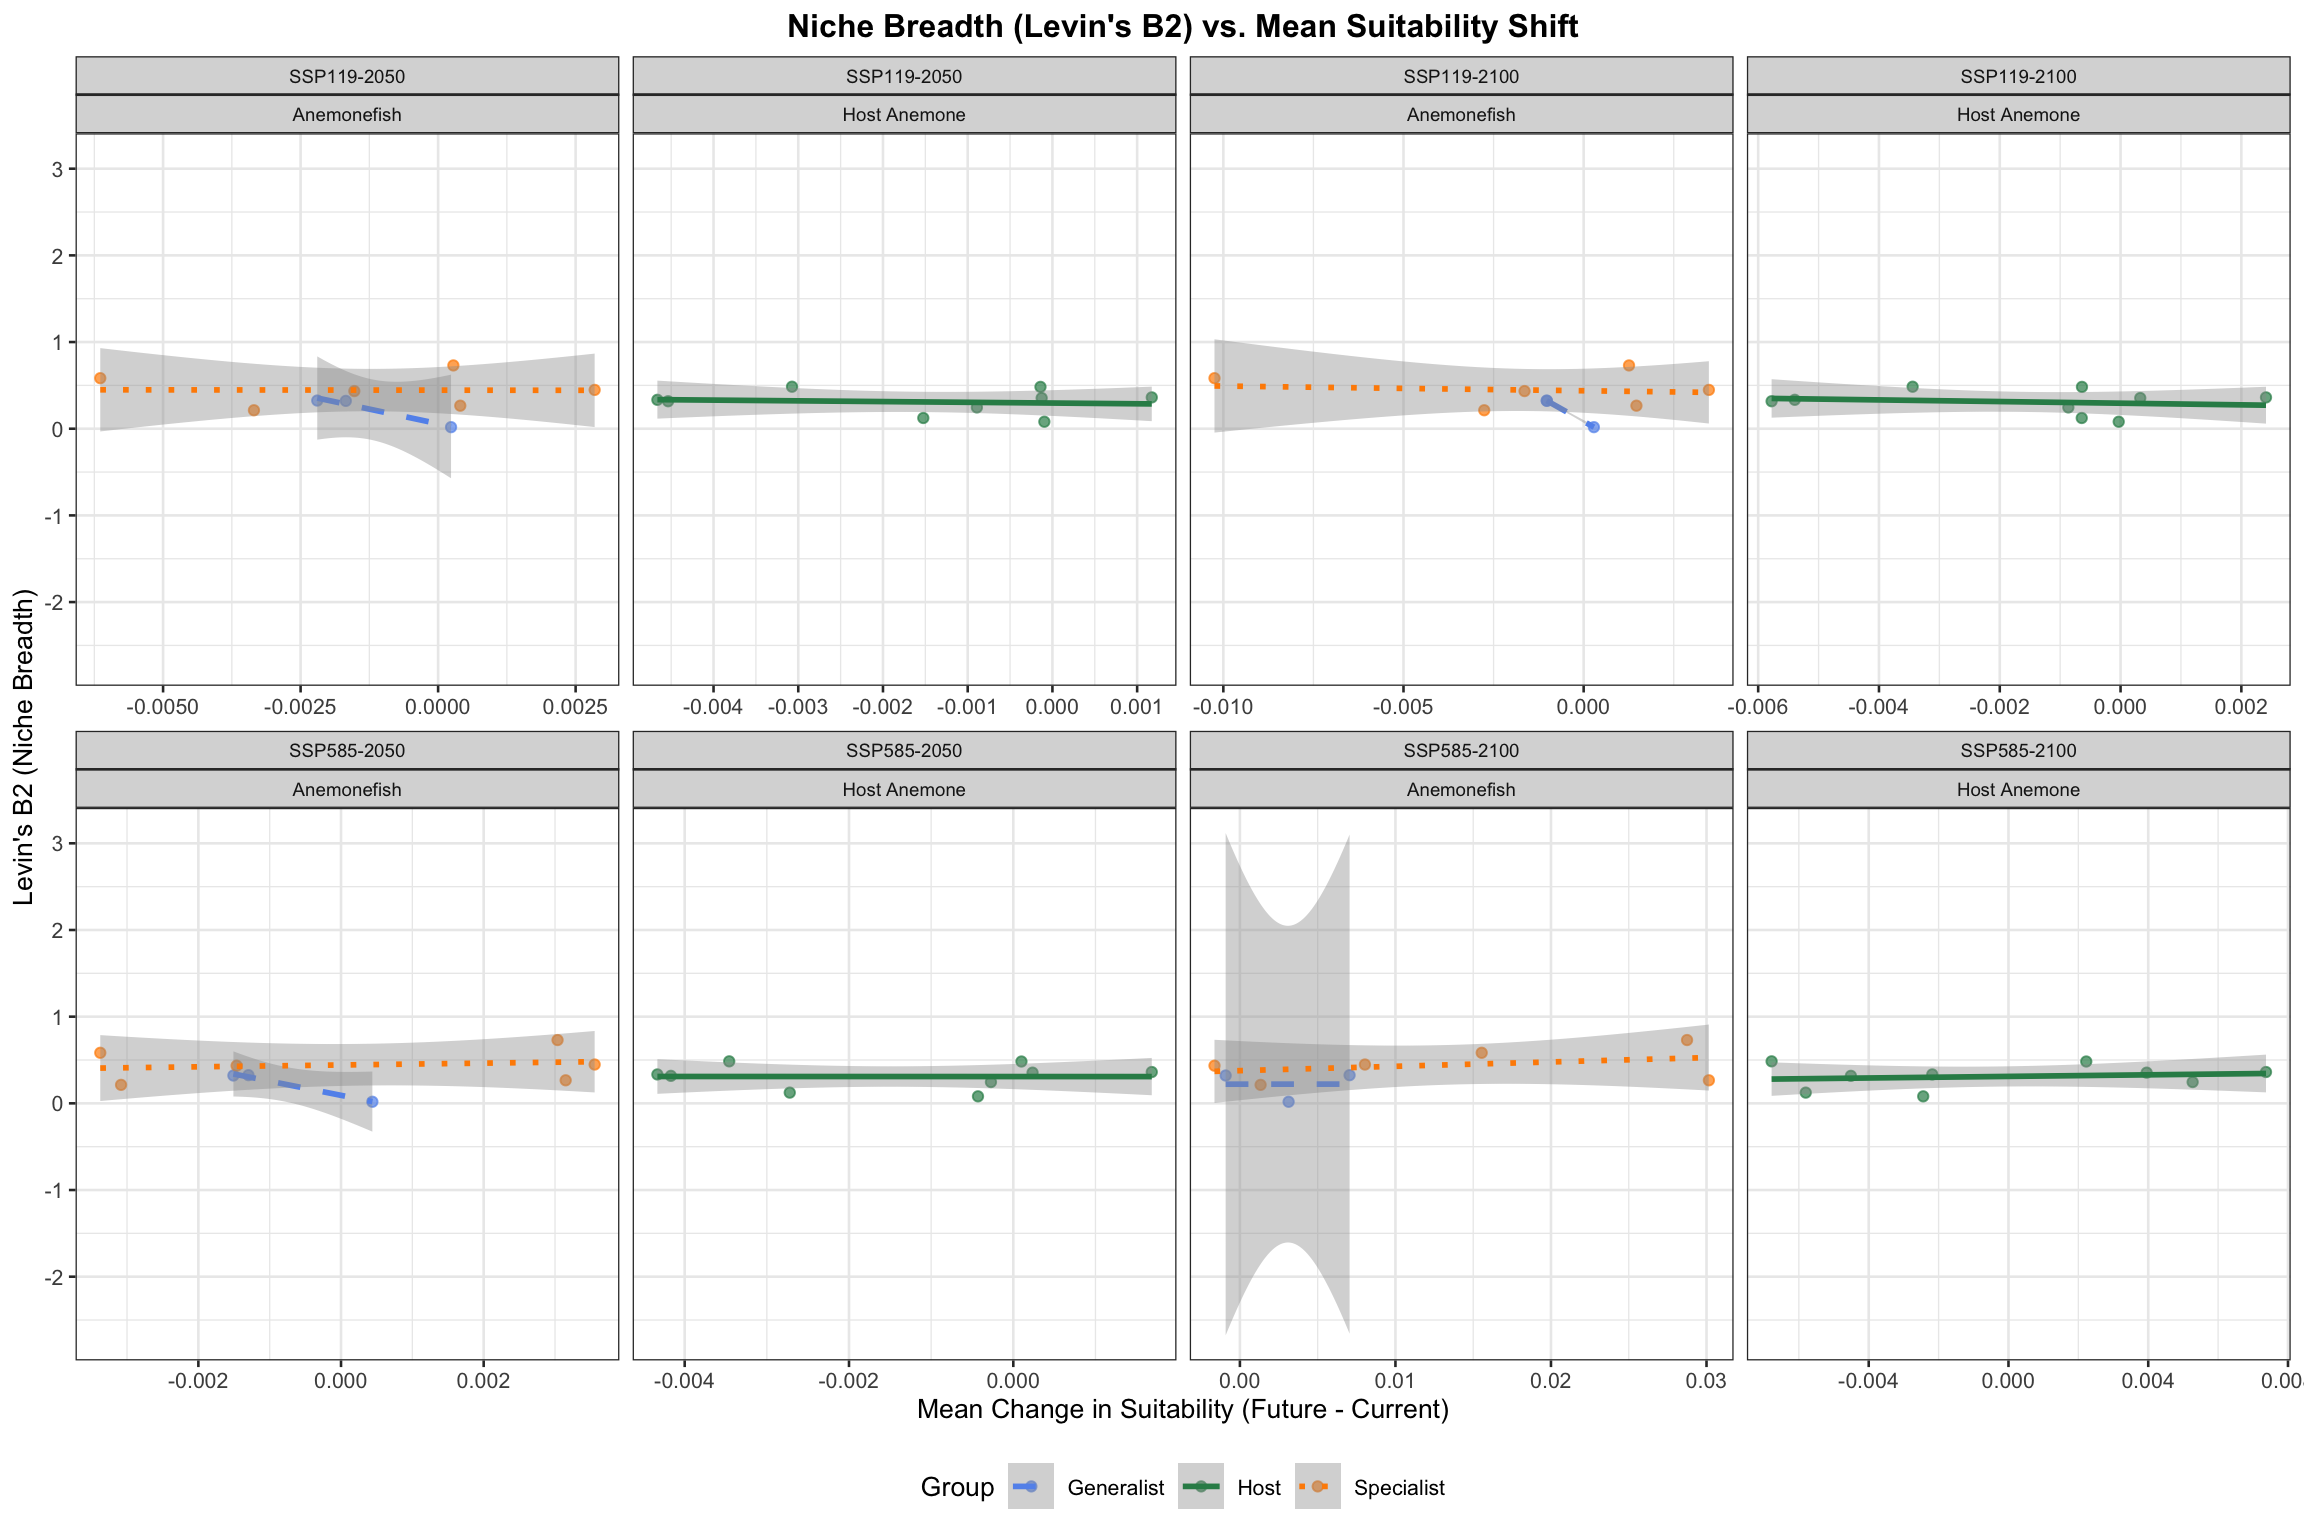 Niche Breadth (Levin's B2) vs. Mean Suitability Shift
SSP119-2050 SSP119-2050 SSP119-2100 SSP119-2100
Anemonefish Host Anemone Anemonefish Host Anemone
3
2
1
0
-1
-2
-0.0050 -0.0025 0.0000 0.0025 -0.004 -0.003 -0.002 -0.001 0.000 0.001 -0.010 -0.005 0.000 -0.006 -0.004 -0.002 0.000 0.002
SSP585-2050 SSP585-2050 SSP585-2100 SSP585-2100
Anemonefish Host Anemone Anemonefish Host Anemone
3
2
1
0
-1
-2
-0.002 0.000 0.002 -0.004 -0.002 0.000 0.00 0.01 0.02 0.03 -0.004 0.000 0.004
Levin's B2 (Niche Breadth)
Mean Change in Suitability (Future - Current)
Group Generalist Host Specialist